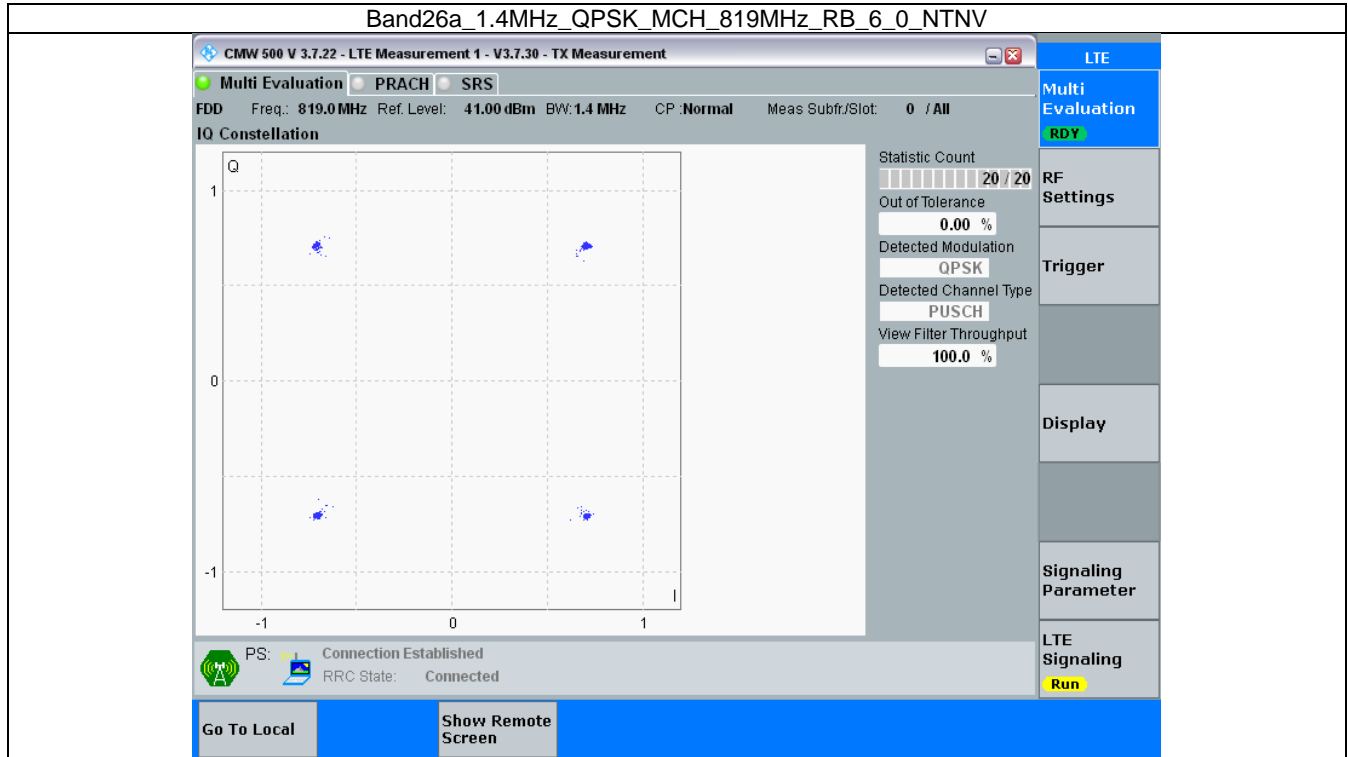 Band26a_1.4MHz_QPSK_MCH_819MHz_RB_6_0_NTNV
CMW 500 V 3.7.22 - LTE Measurement 1 - V3.7.30 - TX Measurement
LTE
Multi Evaluation PRACH SRS
FDD Freq.: 819.0 MHz Ref. Level: 41.00 dBm BW: 1.4 MHz CP :Normal Meas Subfr./Slot: 0 / All
IQ Constellation
Q
1
0
-1
I
-1 0 1
Statistic Count
20 / 20
Out of Tolerance
0.00 %
Detected Modulation
QPSK
Detected Channel Type
PUSCH
View Filter Throughput
100.0 %
Multi
Evaluation
RDY
RF
Settings
Trigger
Display
Signaling
Parameter
LTE
Signaling
Run
PS: Connection Established
RRC State: Connected
Go To Local
Show Remote
Screen